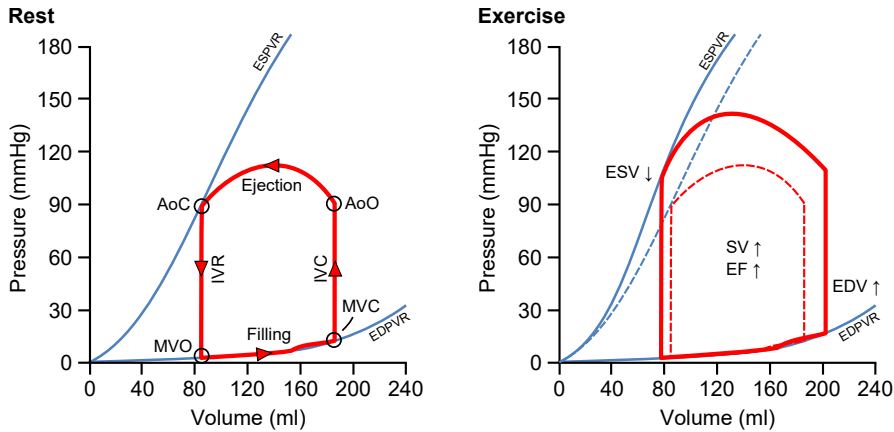 Rest
Pressure (mmHg)
180
150
120
90
60
30
0
0
40
80
120
160
200
240
Volume (ml)
ESPVR
Ejection
AoC
AoO
IVR
IVC
MVC
MVO
Filling
EDPVR
Exercise
Pressure (mmHg)
180
150
120
90
60
30
0
0
40
80
120
160
200
240
Volume (ml)
ESPVR
ESV ↓
SV ↑
EF ↑
EDV ↑
EDPVR